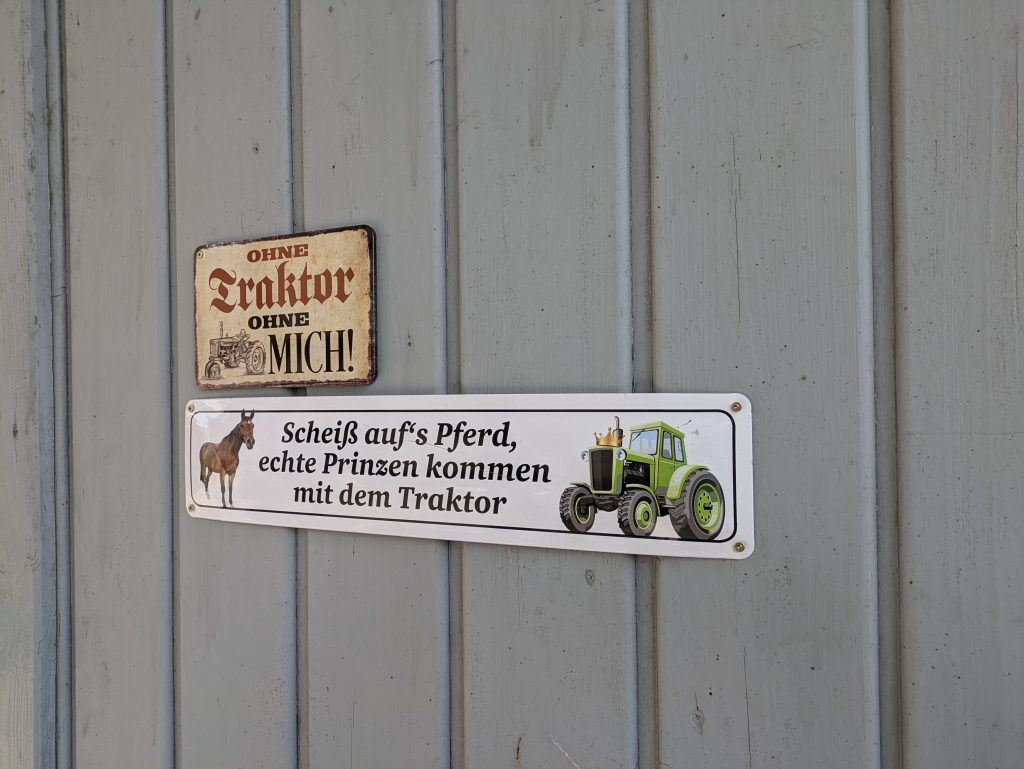 OHNE
Traktor
OHNE
MICH!
Scheiß auf‘s Pferd,
echte Prinzen kommen
mit dem Traktor